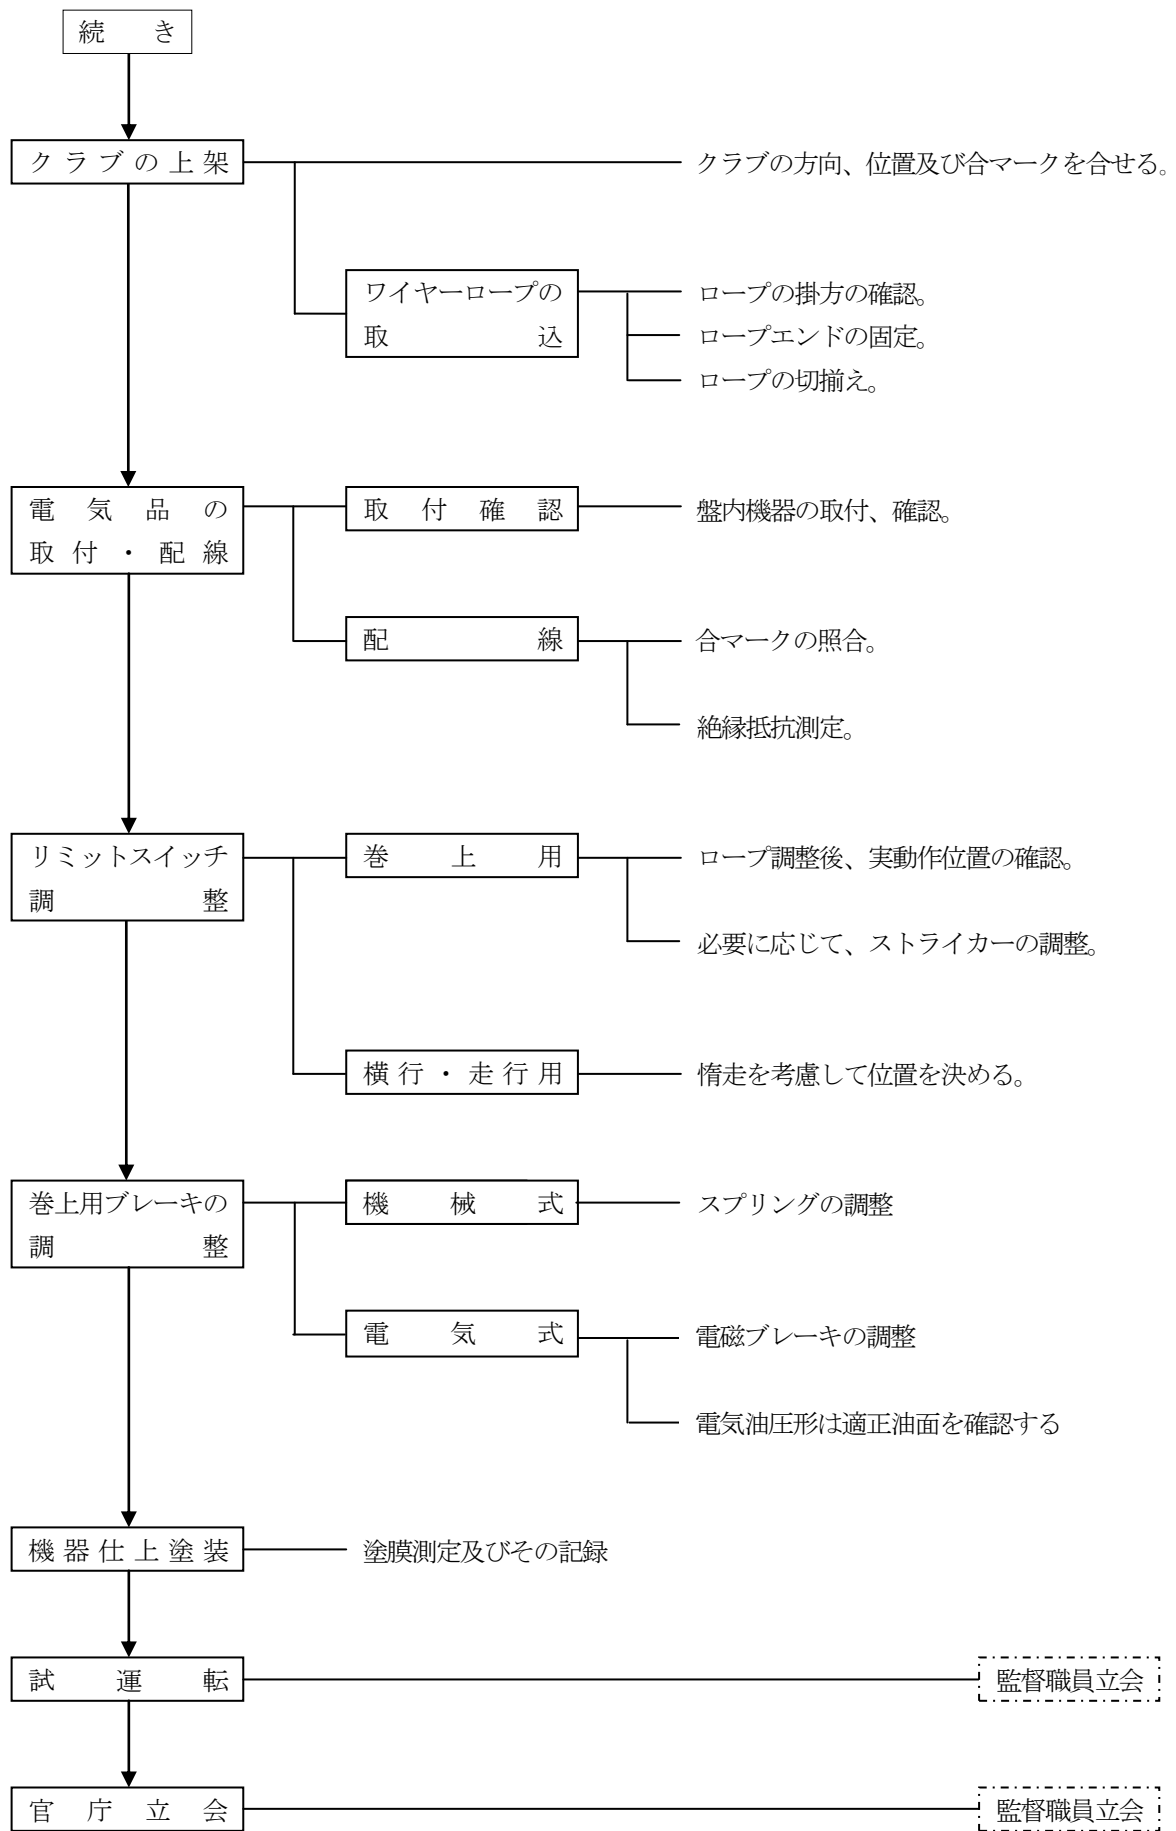 続き
クラブの上架
クラブの方向、位置及び合マークを合せる。
ワイヤーロープの
取込
ロープの掛方の確認。
ロープエンドの固定。
ロープの切揃え。
電気品の
取付・配線
取付確認
盤内機器の取付、確認。
配線
合マークの照合。
絶縁抵抗測定。
リミットスイッチ
調整
巻上用
ロープ調整後、実動作位置の確認。
必要に応じて、ストライカーの調整。
横行・走行用
惰走を考慮して位置を決める。
巻上用ブレーキの
調整
機械式
スプリングの調整
電気式
電磁ブレーキの調整
電気油圧形は適正油面を確認する
機器仕上塗装
塗膜測定及びその記録
試運転
監督職員立会
官庁立会
監督職員立会